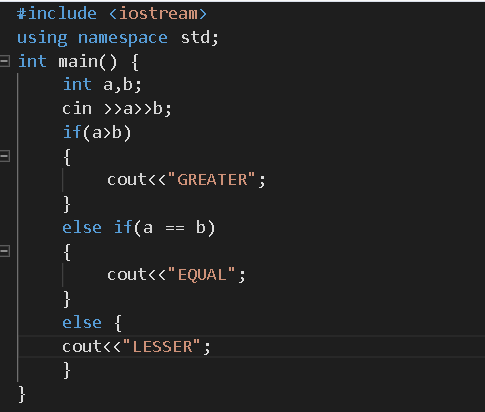 #include <iostream>
using namespace std;
int main() {
int a,b;
cin >>a>>b;
if(a>b)
{
cout<<"GREATER";
}
else if(a == b)
{
cout<<"EQUAL";
}
else {
cout<<"LESSER";
}
}